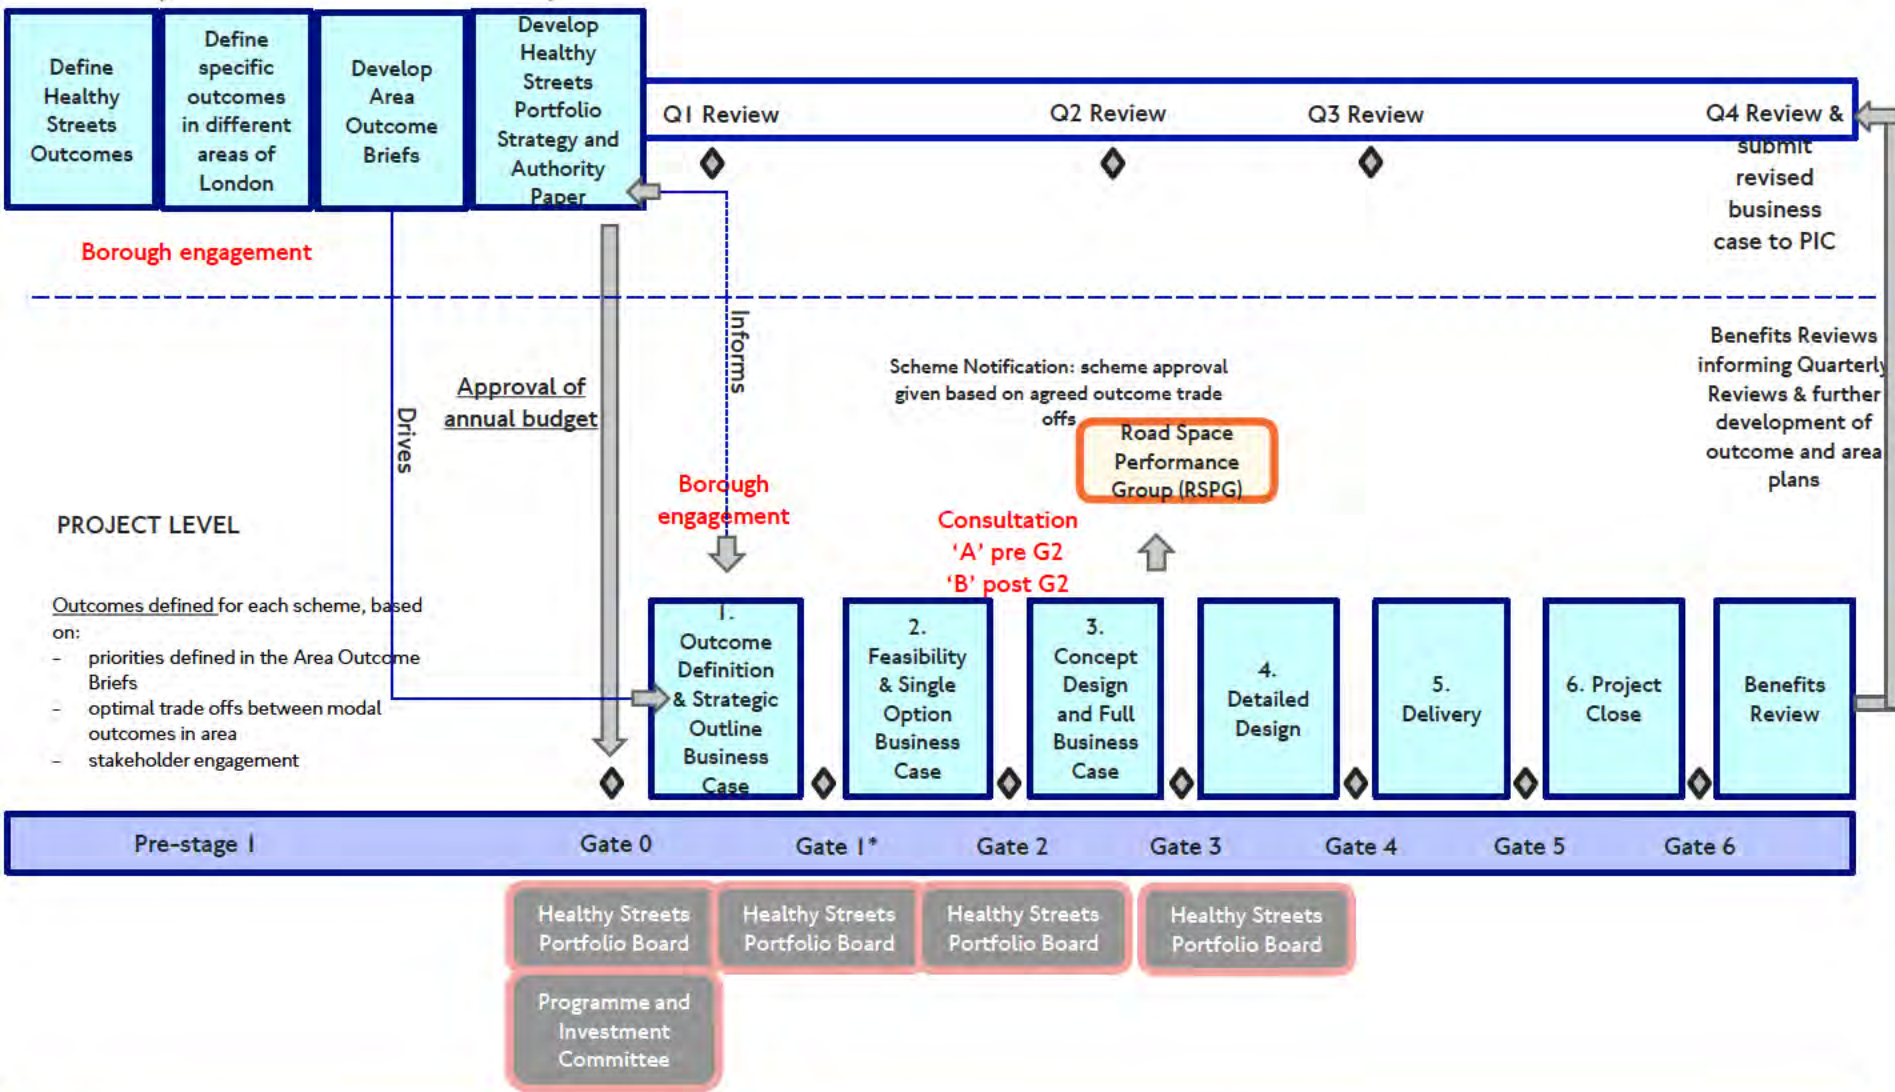 Define
Healthy
Streets
Outcomes
Define
specific
outcomes
in different
areas of
London
Develop
Area
Outcome
Briefs
Develop
Healthy
Streets
Portfolio
Strategy and
Authority
Paper
Q1 Review
Q2 Review
Q3 Review
Q4 Review &
submit
revised
business
case to PIC
Borough engagement
Drives
Approval of
annual budget
Informs
Scheme Notification: scheme approval
given based on agreed outcome trade
offs
Road Space
Performance
Group (RSPG)
Benefits Reviews
informing Quarterly
Reviews & further
development of
outcome and area
plans
Borough
engagement
Consultation
‘A’ pre G2
‘B’ post G2
PROJECT LEVEL
Outcomes defined for each scheme, based
on:
- priorities defined in the Area Outcome
Briefs
- optimal trade offs between modal
outcomes in area
- stakeholder engagement
1.
Outcome
Definition
& Strategic
Outline
Business
Case
2.
Feasibility
& Single
Option
Business
Case
3.
Concept
Design
and Full
Business
Case
4.
Detailed
Design
5.
Delivery
6. Project
Close
Benefits
Review
Pre-stage 1
Gate 0
Gate 1*
Gate 2
Gate 3
Gate 4
Gate 5
Gate 6
Healthy Streets
Portfolio Board
Healthy Streets
Portfolio Board
Healthy Streets
Portfolio Board
Healthy Streets
Portfolio Board
Programme and
Investment
Committee